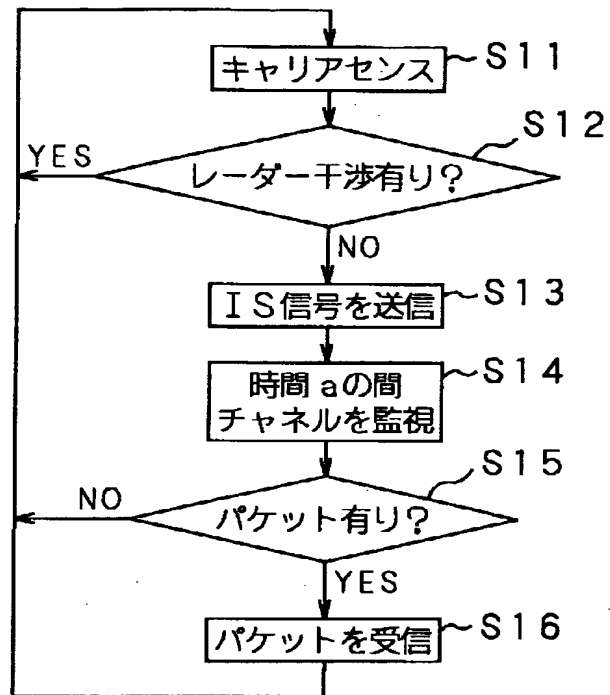 キャリアセンス
S11
S12
YES
レーダー干渉有り?
NO
IS信号を送信
S13
時間aの間
チャネルを監視
S14
S15
NO
パケット有り?
YES
パケットを受信
S16